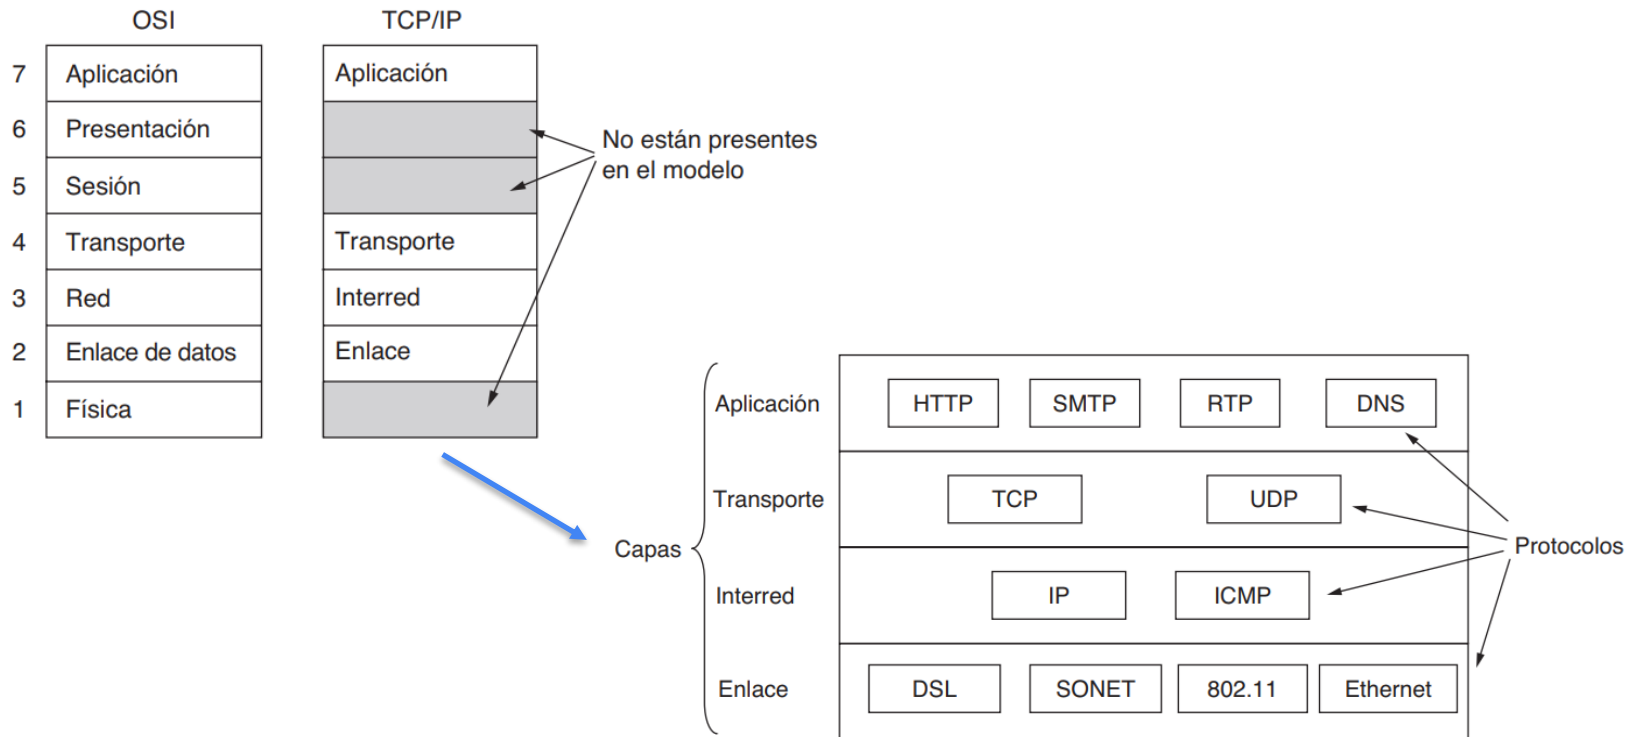 OSI
TCP/IP
7 Aplicación
Aplicación
6 Presentación
5 Sesión
No están presentes
en el modelo
4 Transporte
Transporte
3 Red
Interred
2 Enlace de datos
Enlace
1 Física
Capas
Aplicación
HTTP SMTP RTP DNS
Transporte
TCP UDP
Interred
IP ICMP
Enlace
DSL SONET 802.11 Ethernet
Protocolos